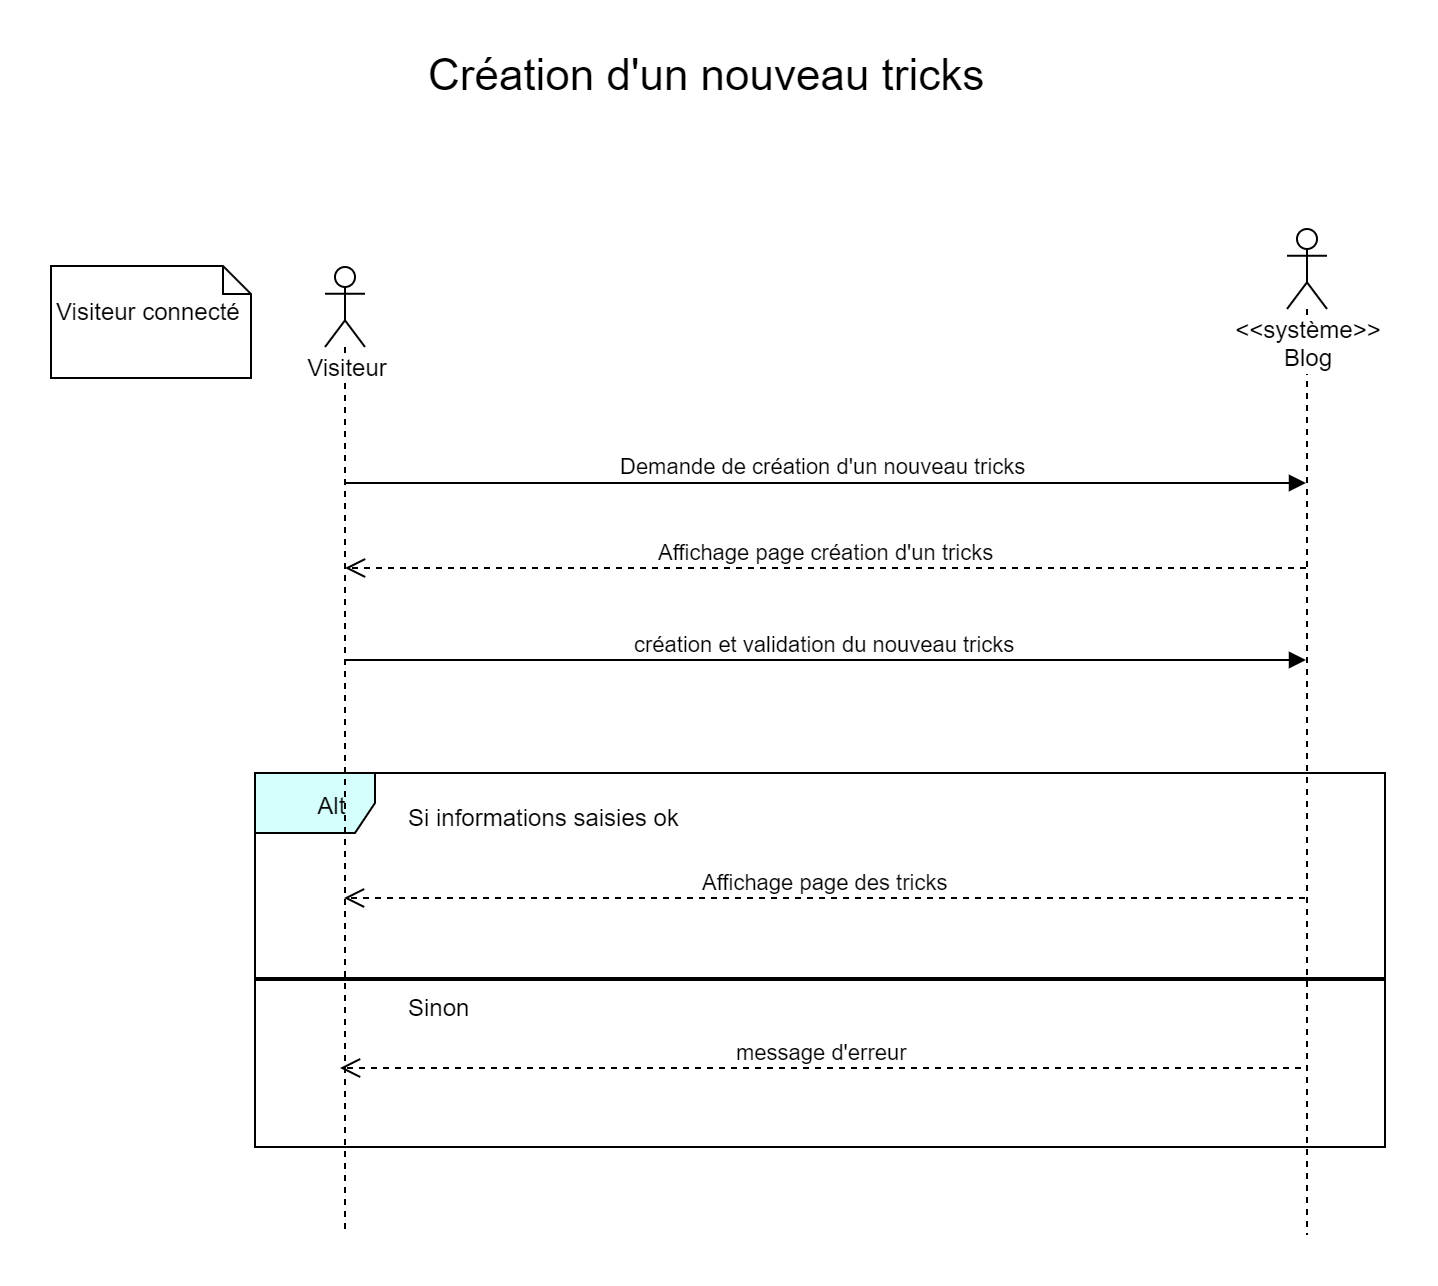 Création d'un nouveau tricks
Visiteur connecté
Visiteur
<<système>>
Blog
Demande de création d'un nouveau tricks
Affichage page création d'un tricks
création et validation du nouveau tricks
Alt
Si informations saisies ok
Affichage page des tricks
Sinon
message d'erreur